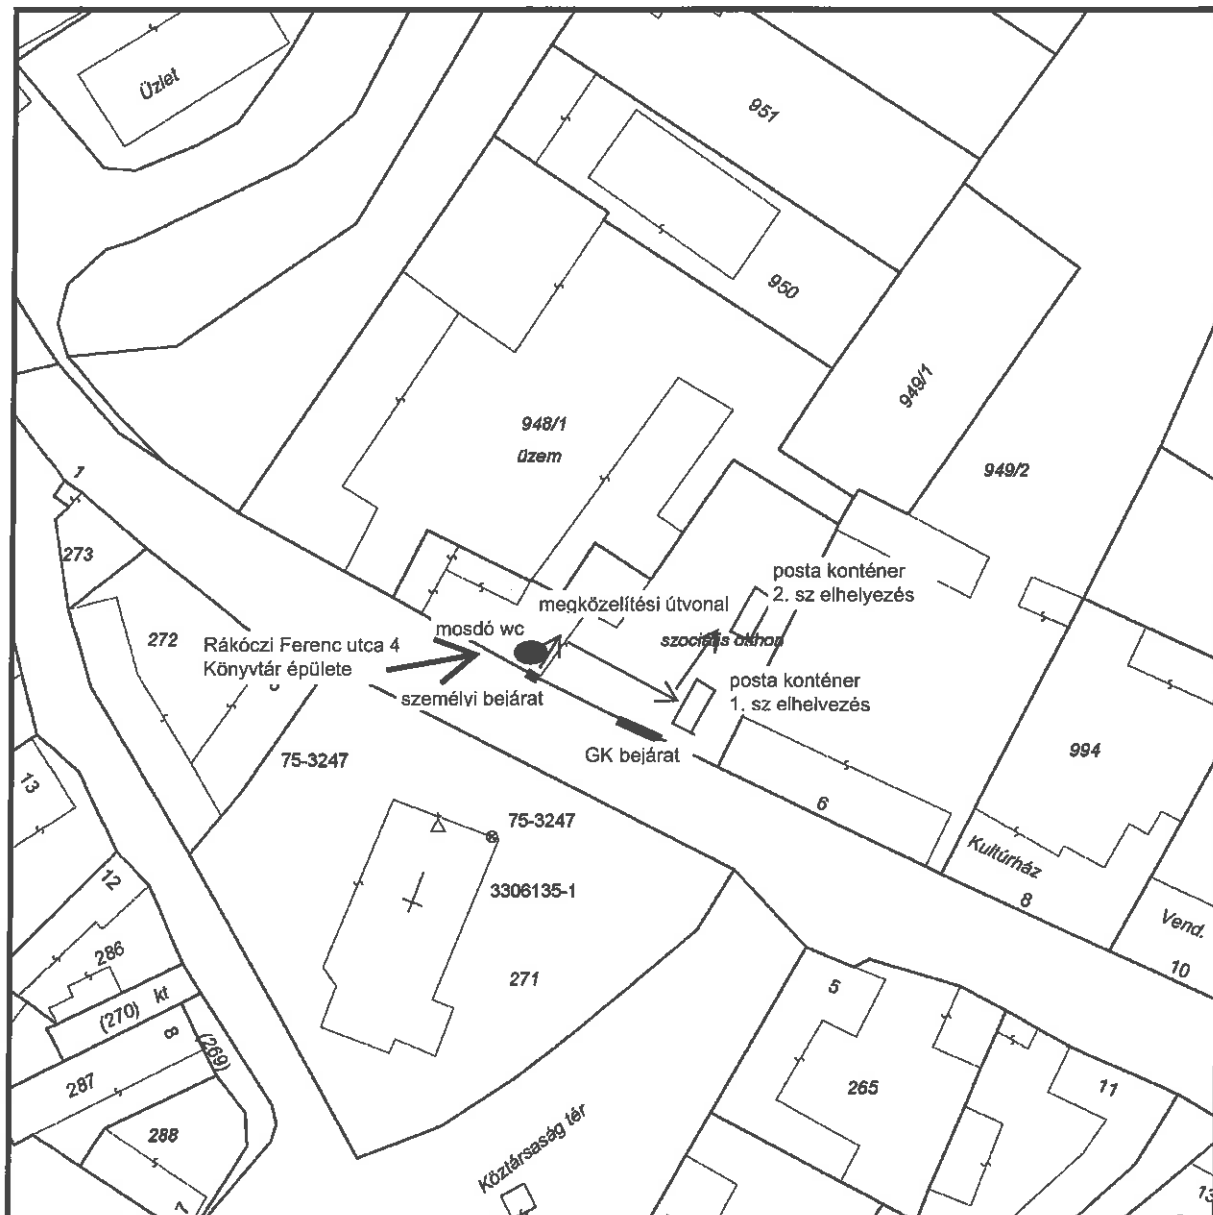 Üzlet
951
950
949/1
948/1
üzem
949/2
1
273
posta konténer
2. sz elhelyezés
megközelítési útvonal
mosdó wc
272
Rákóczi Ferenc utca 4
Könyvtár épülete
szociális otthon
posta konténer
1. sz elhelvezés
személyi bejárat
GK bejárat
75-3247
994
13
6
75-3247
Kultúrház
12
3306135-1
8
Vend.
286
271
10
kt
(270)
5
8
(269)
287
265
11
288
Köztársaság tér
7
13